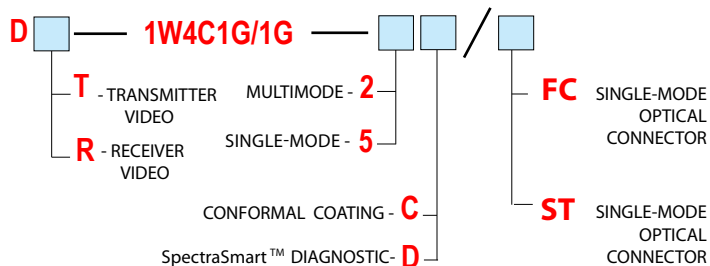 D — 1W4C1G/1G — /
T - TRANSMITTER
VIDEO
R - RECEIVER
VIDEO
MULTIMODE - 2
SINGLE-MODE - 5
CONFORMAL COATING - C
SpectraSmart™ DIAGNOSTIC- D
FC SINGLE-MODE
OPTICAL
CONNECTOR
ST SINGLE-MODE
OPTICAL
CONNECTOR